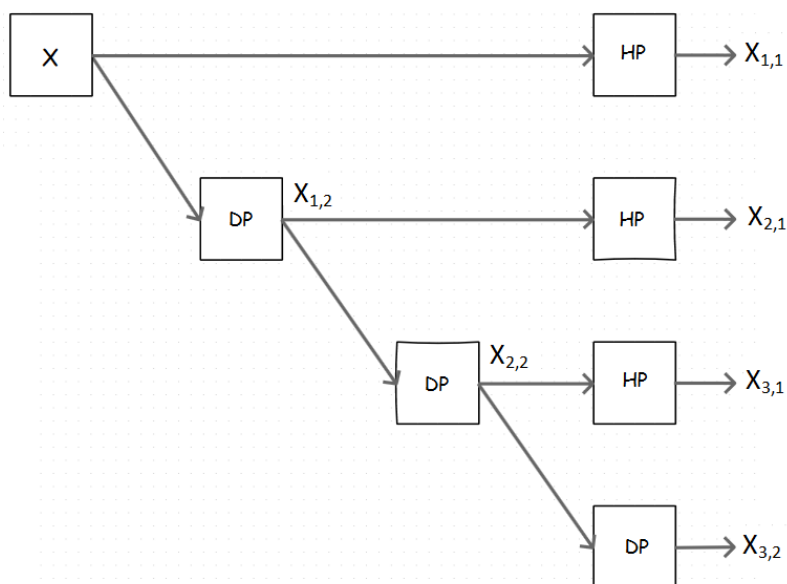 X HP X₁,₁
DP X₁,₂ HP X₂,₁
DP X₂,₂ HP X₃,₁
DP X₃,₂